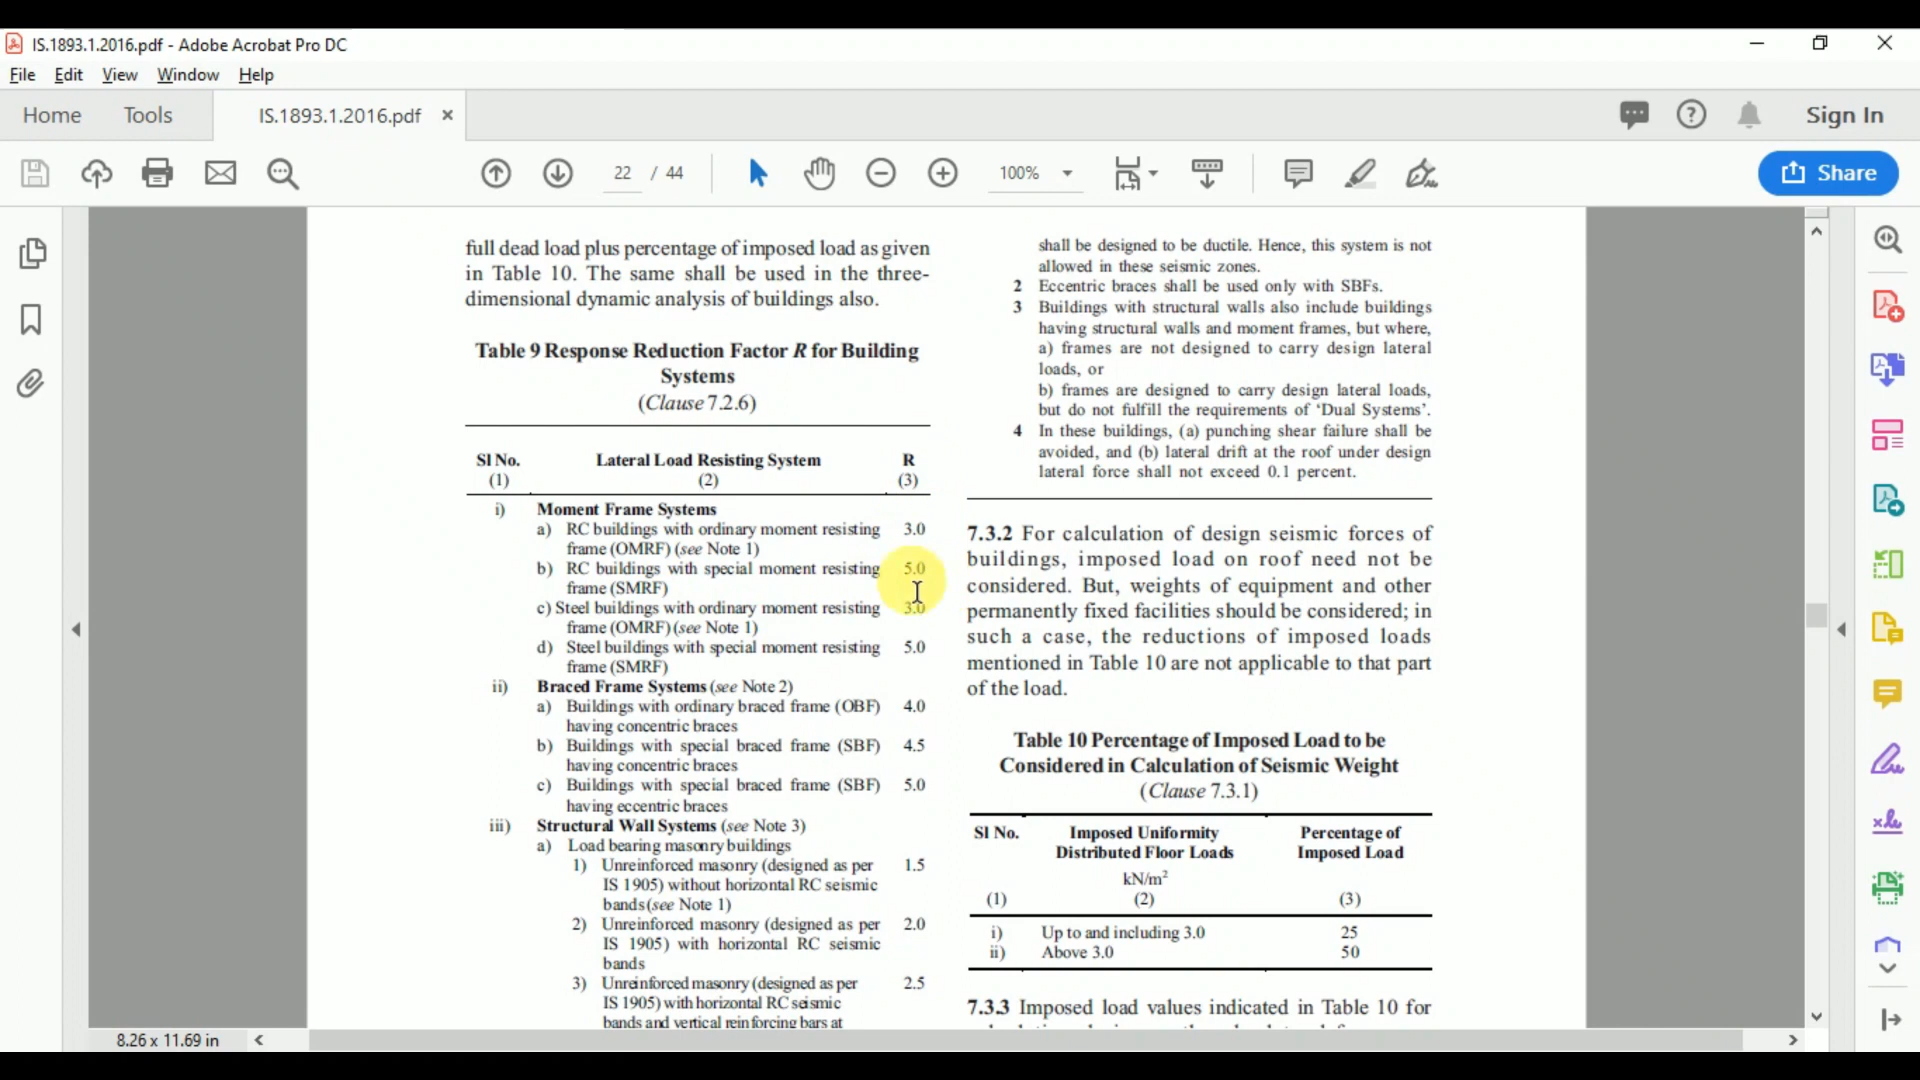 IS.1893.1.2016.pdf - Adobe Acrobat Pro DC
File Edit View Window Help
Home Tools IS.1893.1.2016.pdf × Sign In
22 / 44 100% Share
full dead load plus percentage of imposed load as given
in Table 10. The same shall be used in the three-
dimensional dynamic analysis of buildings also.
Table 9 Response Reduction Factor R for Building
Systems
(Clause 7.2.6)
Sl No. Lateral Load Resisting System R
(1) (2) (3)
i) Moment Frame Systems
a) RC buildings with ordinary moment resisting 3.0
frame (OMRF) (see Note 1)
b) RC buildings with special moment resisting 5.0
frame (SMRF)
c) Steel buildings with ordinary moment resisting 3.0
frame (OMRF) (see Note 1)
d) Steel buildings with special moment resisting 5.0
frame (SMRF)
ii) Braced Frame Systems (see Note 2)
a) Buildings with ordinary braced frame (OBF) 4.0
having concentric braces
b) Buildings with special braced frame (SBF) 4.5
having concentric braces
c) Buildings with special braced frame (SBF) 5.0
having eccentric braces
iii) Structural Wall Systems (see Note 3)
a) Load bearing masonry buildings
1) Unreinforced masonry (designed as per 1.5
IS 1905) without horizontal RC seismic
bands (see Note 1)
2) Unreinforced masonry (designed as per 2.0
IS 1905) with horizontal RC seismic
bands
3) Unreinforced masonry (designed as per 2.5
IS 1905) with horizontal RC seismic
bands and vertical reinforcing bars at
shall be designed to be ductile. Hence, this system is not
allowed in these seismic zones.
2 Eccentric braces shall be used only with SBFs.
3 Buildings with structural walls also include buildings
having structural walls and moment frames, but where,
a) frames are not designed to carry design lateral
loads, or
b) frames are designed to carry design lateral loads,
but do not fulfill the requirements of ‘Dual Systems’.
4 In these buildings, (a) punching shear failure shall be
avoided, and (b) lateral drift at the roof under design
lateral force shall not exceed 0.1 percent.
7.3.2 For calculation of design seismic forces of
buildings, imposed load on roof need not be
considered. But, weights of equipment and other
permanently fixed facilities should be considered; in
such a case, the reductions of imposed loads
mentioned in Table 10 are not applicable to that part
of the load.
Table 10 Percentage of Imposed Load to be
Considered in Calculation of Seismic Weight
(Clause 7.3.1)
Sl No. Imposed Uniformity Percentage of
Distributed Floor Loads Imposed Load
kN/m²
(1) (2) (3)
i) Up to and including 3.0 25
ii) Above 3.0 50
7.3.3 Imposed load values indicated in Table 10 for
8.26 x 11.69 in